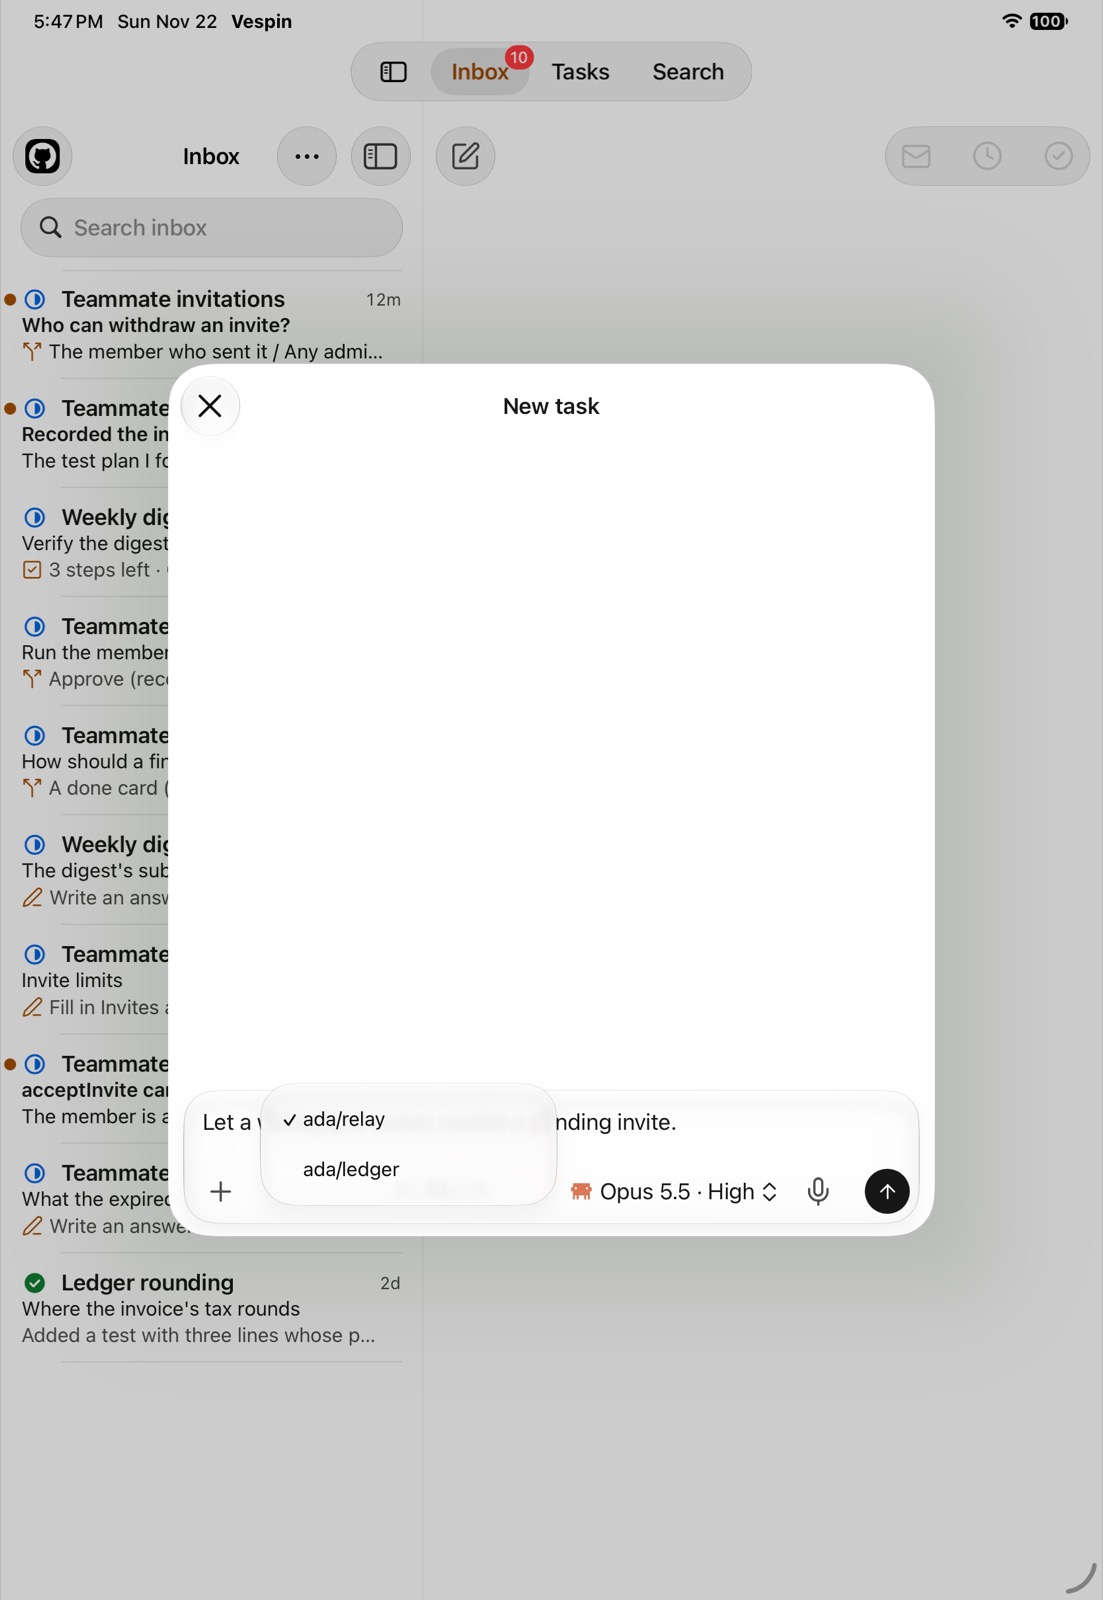 5:47 PM Sun Nov 22 Vespin
100
Inbox 10 Tasks Search
Inbox
Search inbox
Teammate invitations 12m
Who can withdraw an invite?
The member who sent it / Any admi...
New task
Teammate
Recorded the in
The test plan I fo
Weekly dig
Verify the digest
3 steps left ·
Teammate
Run the member
Approve (rec
Teammate
How should a fin
A done card (
Weekly dig
The digest's sub
Write an answ
Teammate
Invite limits
Fill in Invites a
Teammate
acceptInvite ca
The member is a
Let a nding invite.
ada/relay
ada/ledger
Opus 5.5 · High
Teammate
What the expired
Write an answe
Ledger rounding 2d
Where the invoice's tax rounds
Added a test with three lines whose p...